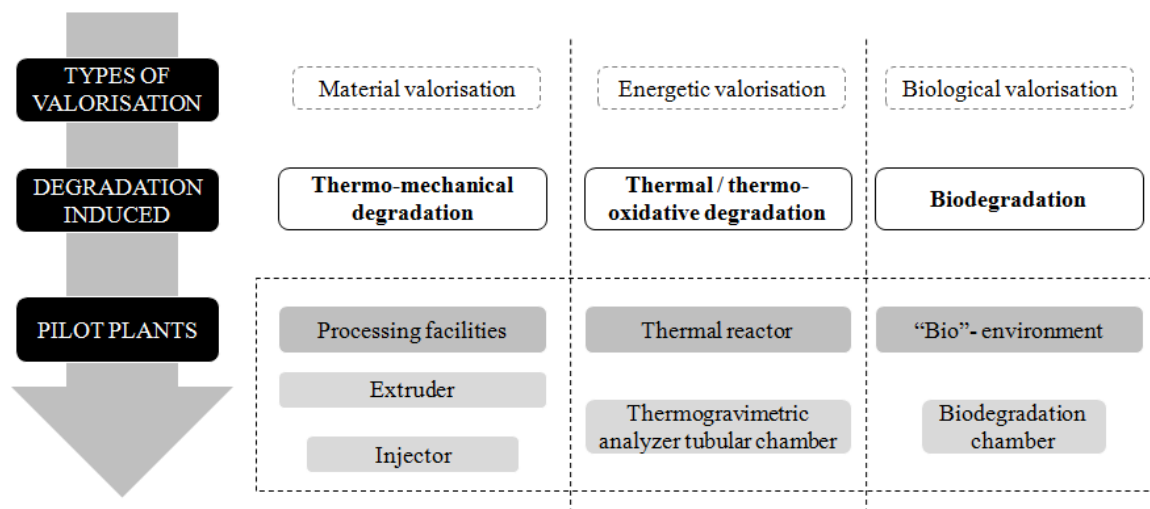 TYPES OF
VALORISATION
Material valorisation
Energetic valorisation
Biological valorisation
DEGRADATION
INDUCED
Thermo-mechanical
degradation
Thermal / thermo-
oxidative degradation
Biodegradation
PILOT PLANTS
Processing facilities
Thermal reactor
“Bio”- environment
Extruder
Injector
Thermogravimetric
analyzer tubular chamber
Biodegradation
chamber